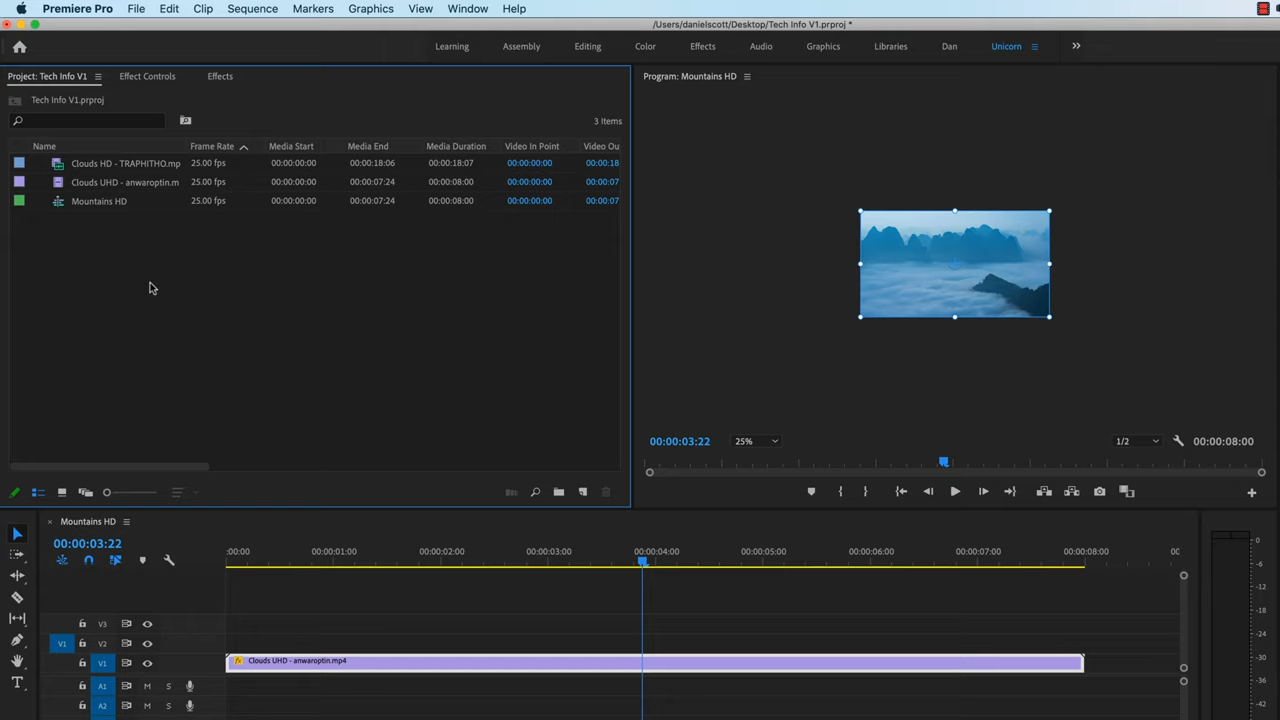 Premiere Pro File Edit Clip Sequence Markers Graphics View Window Help
/Users/danielscott/Desktop/Tech Info V1.prproj *
Learning Assembly Editing Color Effects Audio Graphics Libraries Dan Unicorn
Project: Tech Info V1 Effect Controls Effects
Program: Mountains HD
Tech Info V1.prproj
3 Items
Name Frame Rate Media Start Media End Media Duration Video In Point Video Ou
Clouds HD - TRAPHITHO.mp 25.00 fps 00:00:00:00 00:00:18:06 00:00:18:07 00:00:00:00 00:00:18
Clouds UHD - anwaroptin.m 25.00 fps 00:00:00:00 00:00:07:24 00:00:08:00 00:00:00:00 00:00:07
Mountains HD 25.00 fps 00:00:00:00 00:00:07:24 00:00:08:00 00:00:00:00 00:00:07
00:00:03:22 25% 1/2 00:00:08:00
Mountains HD
00:00:03:22
:00:00 00:00:01:00 00:00:02:00 00:00:03:00 00:00:04:00 00:00:05:00 00:00:06:00 00:00:07:00 00:00:08:00 00:
V3
V1 V2
V1
Clouds UHD - anwaroptin.mp4
A1 M S
A2 M S
0
-6
-12
-18
-24
-30
-36
-42